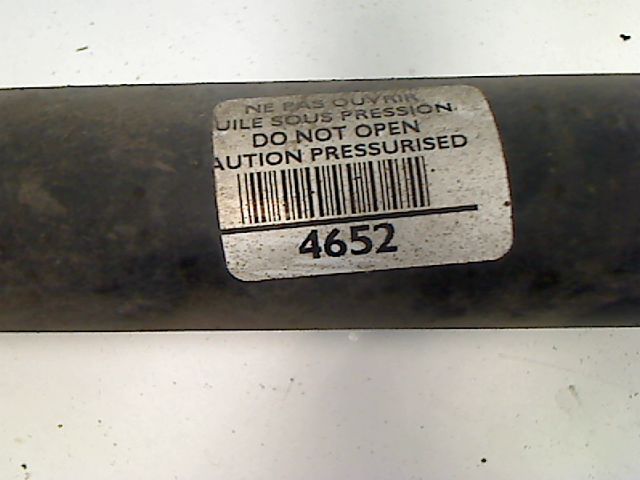 NE PAS OUVRIR
UILE SOUS PRESSION.
DO NOT OPEN
AUTION PRESSURISED
4652